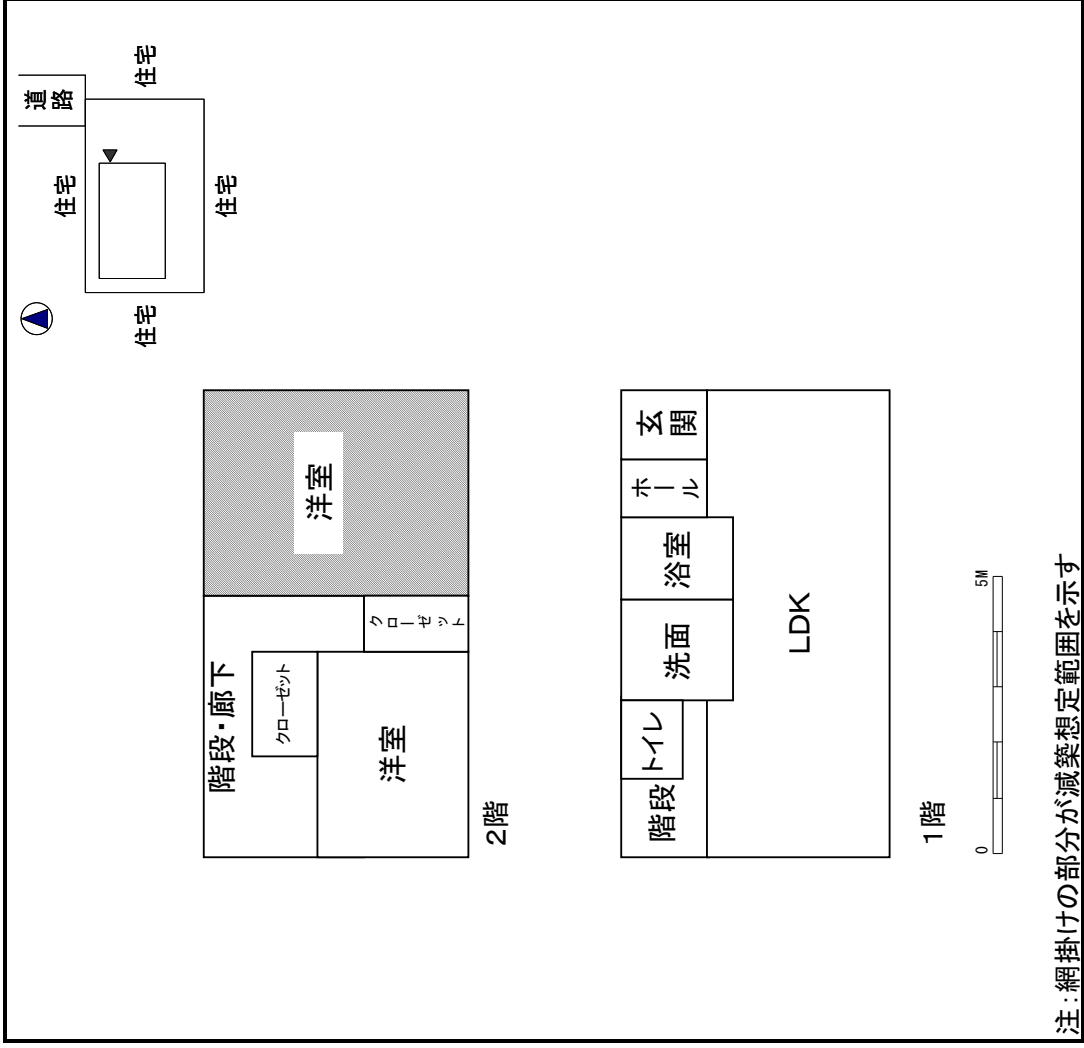 道
路
住宅
住宅
住宅
住宅
洋室
階段・廊下
クローゼット
クローゼット
洋室
2階
玄
関
ホール
浴室
洗面
トイレ
階段
LDK
1階
0
5M
注:網掛けの部分が減築想定範囲を示す